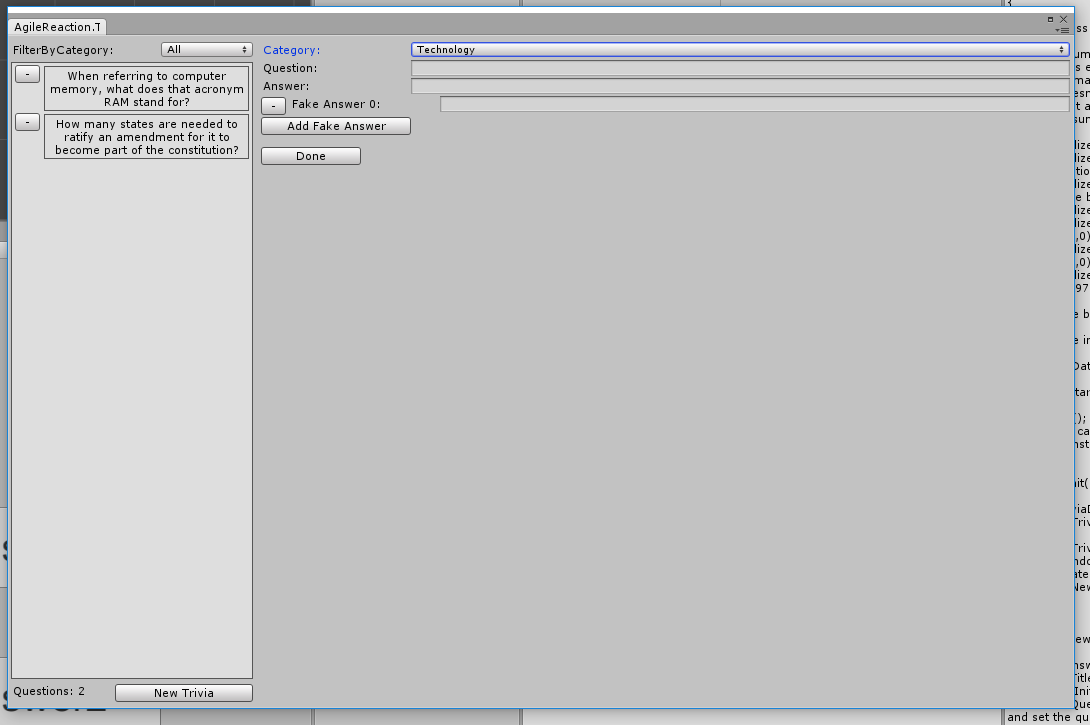 AgileReaction.T
FilterByCategory:
All
-
When referring to computer
memory, what does that acronym
RAM stand for?
-
How many states are needed to
ratify an amendment for it to
become part of the constitution?
Questions: 2
New Trivia
Category:
Technology
Question:
Answer:
-
Fake Answer 0:
Add Fake Answer
Done
and set the qu